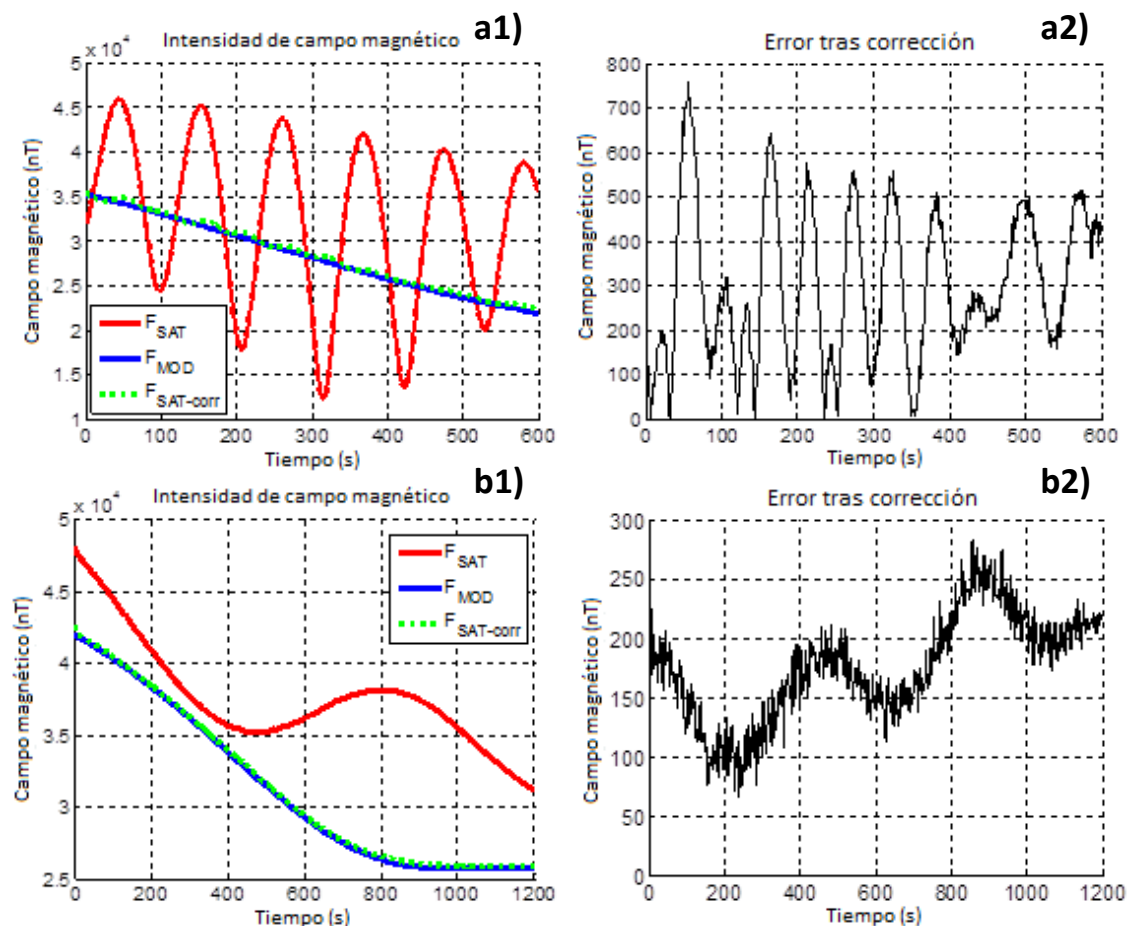 a1)
Intensidad de campo magnético
x 10^4
5
4.5
4
3.5
3
2.5
2
1.5
1
Campo magnético (nT)
F_SAT
F_MOD
F_SAT-corr
0 100 200 300 400 500 600
Tiempo (s)
a2)
Error tras corrección
800
700
600
500
400
300
200
100
0
Campo magnético (nT)
0 100 200 300 400 500 600
Tiempo (s)
b1)
Intensidad de campo magnético
x 10^4
5
4.5
4
3.5
3
2.5
Campo magnético (nT)
F_SAT
F_MOD
F_SAT-corr
0 200 400 600 800 1000 1200
Tiempo (s)
b2)
Error tras corrección
300
250
200
150
100
50
0
Campo magnético (nT)
0 200 400 600 800 1000 1200
Tiempo (s)